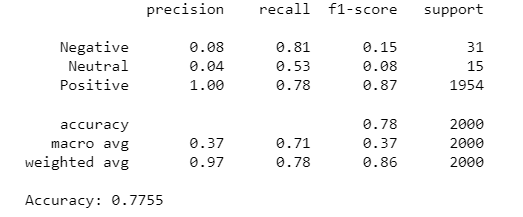 precision recall f1-score support
Negative 0.08 0.81 0.15 31
Neutral 0.04 0.53 0.08 15
Positive 1.00 0.78 0.87 1954
accuracy 0.78 2000
macro avg 0.37 0.71 0.37 2000
weighted avg 0.97 0.78 0.86 2000
Accuracy: 0.7755